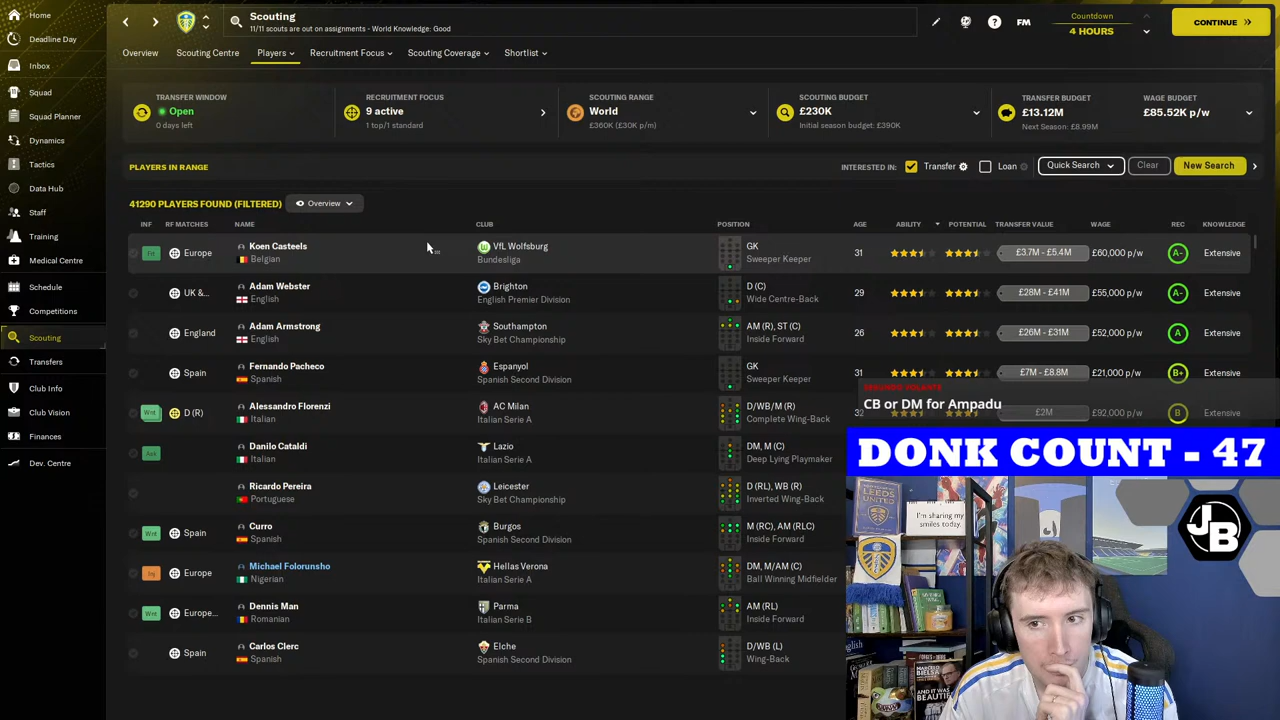 Home
Deadline Day
Inbox
Squad
Squad Planner
Dynamics
Tactics
Data Hub
Staff
Training
Medical Centre
Schedule
Competitions
Scouting
Transfers
Club Info
Club Vision
Finances
Dev. Centre
Scouting
11/11 scouts are out on assignments - World Knowledge: Good
FM
Countdown
4 HOURS
CONTINUE
Overview Scouting Centre Players Recruitment Focus Scouting Coverage Shortlist
TRANSFER WINDOW
Open
0 days left
RECRUITMENT FOCUS
9 active
1 top/1 standard
SCOUTING RANGE
World
£360K (£30K p/m)
SCOUTING BUDGET
£230K
Initial season budget: £390K
TRANSFER BUDGET
£13.12M
Next Season: £8.99M
WAGE BUDGET
£85.52K p/w
PLAYERS IN RANGE
INTERESTED IN: Transfer Loan Quick Search Clear New Search
41290 PLAYERS FOUND (FILTERED) Overview
INF RF MATCHES NAME CLUB POSITION AGE ABILITY POTENTIAL TRANSFER VALUE WAGE REC KNOWLEDGE
Europe Koen Casteels VfL Wolfsburg GK 31 £3.7M - £5.4M £60,000 p/w A- Extensive
Belgian Bundesliga Sweeper Keeper
UK &... Adam Webster Brighton D (C) 29 £28M - £41M £55,000 p/w A- Extensive
English English Premier Division Wide Centre-Back
England Adam Armstrong Southampton AM (R), ST (C) 26 £26M - £31M £52,000 p/w A Extensive
English Sky Bet Championship Inside Forward
Spain Fernando Pacheco Espanyol GK 31 £7M - £8.8M £21,000 p/w B+ Extensive
Spanish Spanish Second Division Sweeper Keeper
Wnt D (R) Alessandro Florenzi AC Milan D/WB/M (R) £2M £92,000 p/w B Extensive
Italian Italian Serie A Complete Wing-Back
Danilo Cataldi Lazio DM, M (C)
Italian Italian Serie A Deep Lying Playmaker
Ricardo Pereira Leicester D (RL), WB (R)
Portuguese Sky Bet Championship Inverted Wing-Back
Wnt Spain Curro Burgos M (RC), AM (RLC)
Spanish Spanish Second Division Inside Forward
Inj Europe Michael Folorunsho Hellas Verona DM, M/AM (C)
Nigerian Italian Serie A Ball Winning Midfielder
Wnt Europe... Dennis Man Parma AM (RL)
Romanian Italian Serie B Inside Forward
Spain Carlos Clerc Elche D/WB (L)
Spanish Spanish Second Division Wing-Back
SEGUNDO VOLANTE
CB or DM for Ampadu
DONK COUNT - 47
LEEDS UNITED
I'm sharing my
smiles today.
JB
AND IT WAS
BEAUTIFUL